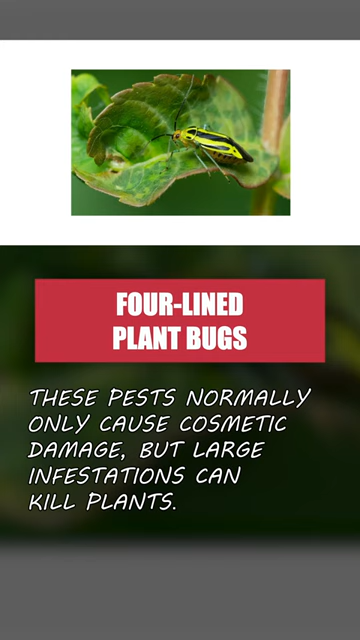 FOUR-LINED
PLANT BUGS
THESE PESTS NORMALLY
ONLY CAUSE COSMETIC
DAMAGE, BUT LARGE
INFESTATIONS CAN
KILL PLANTS.